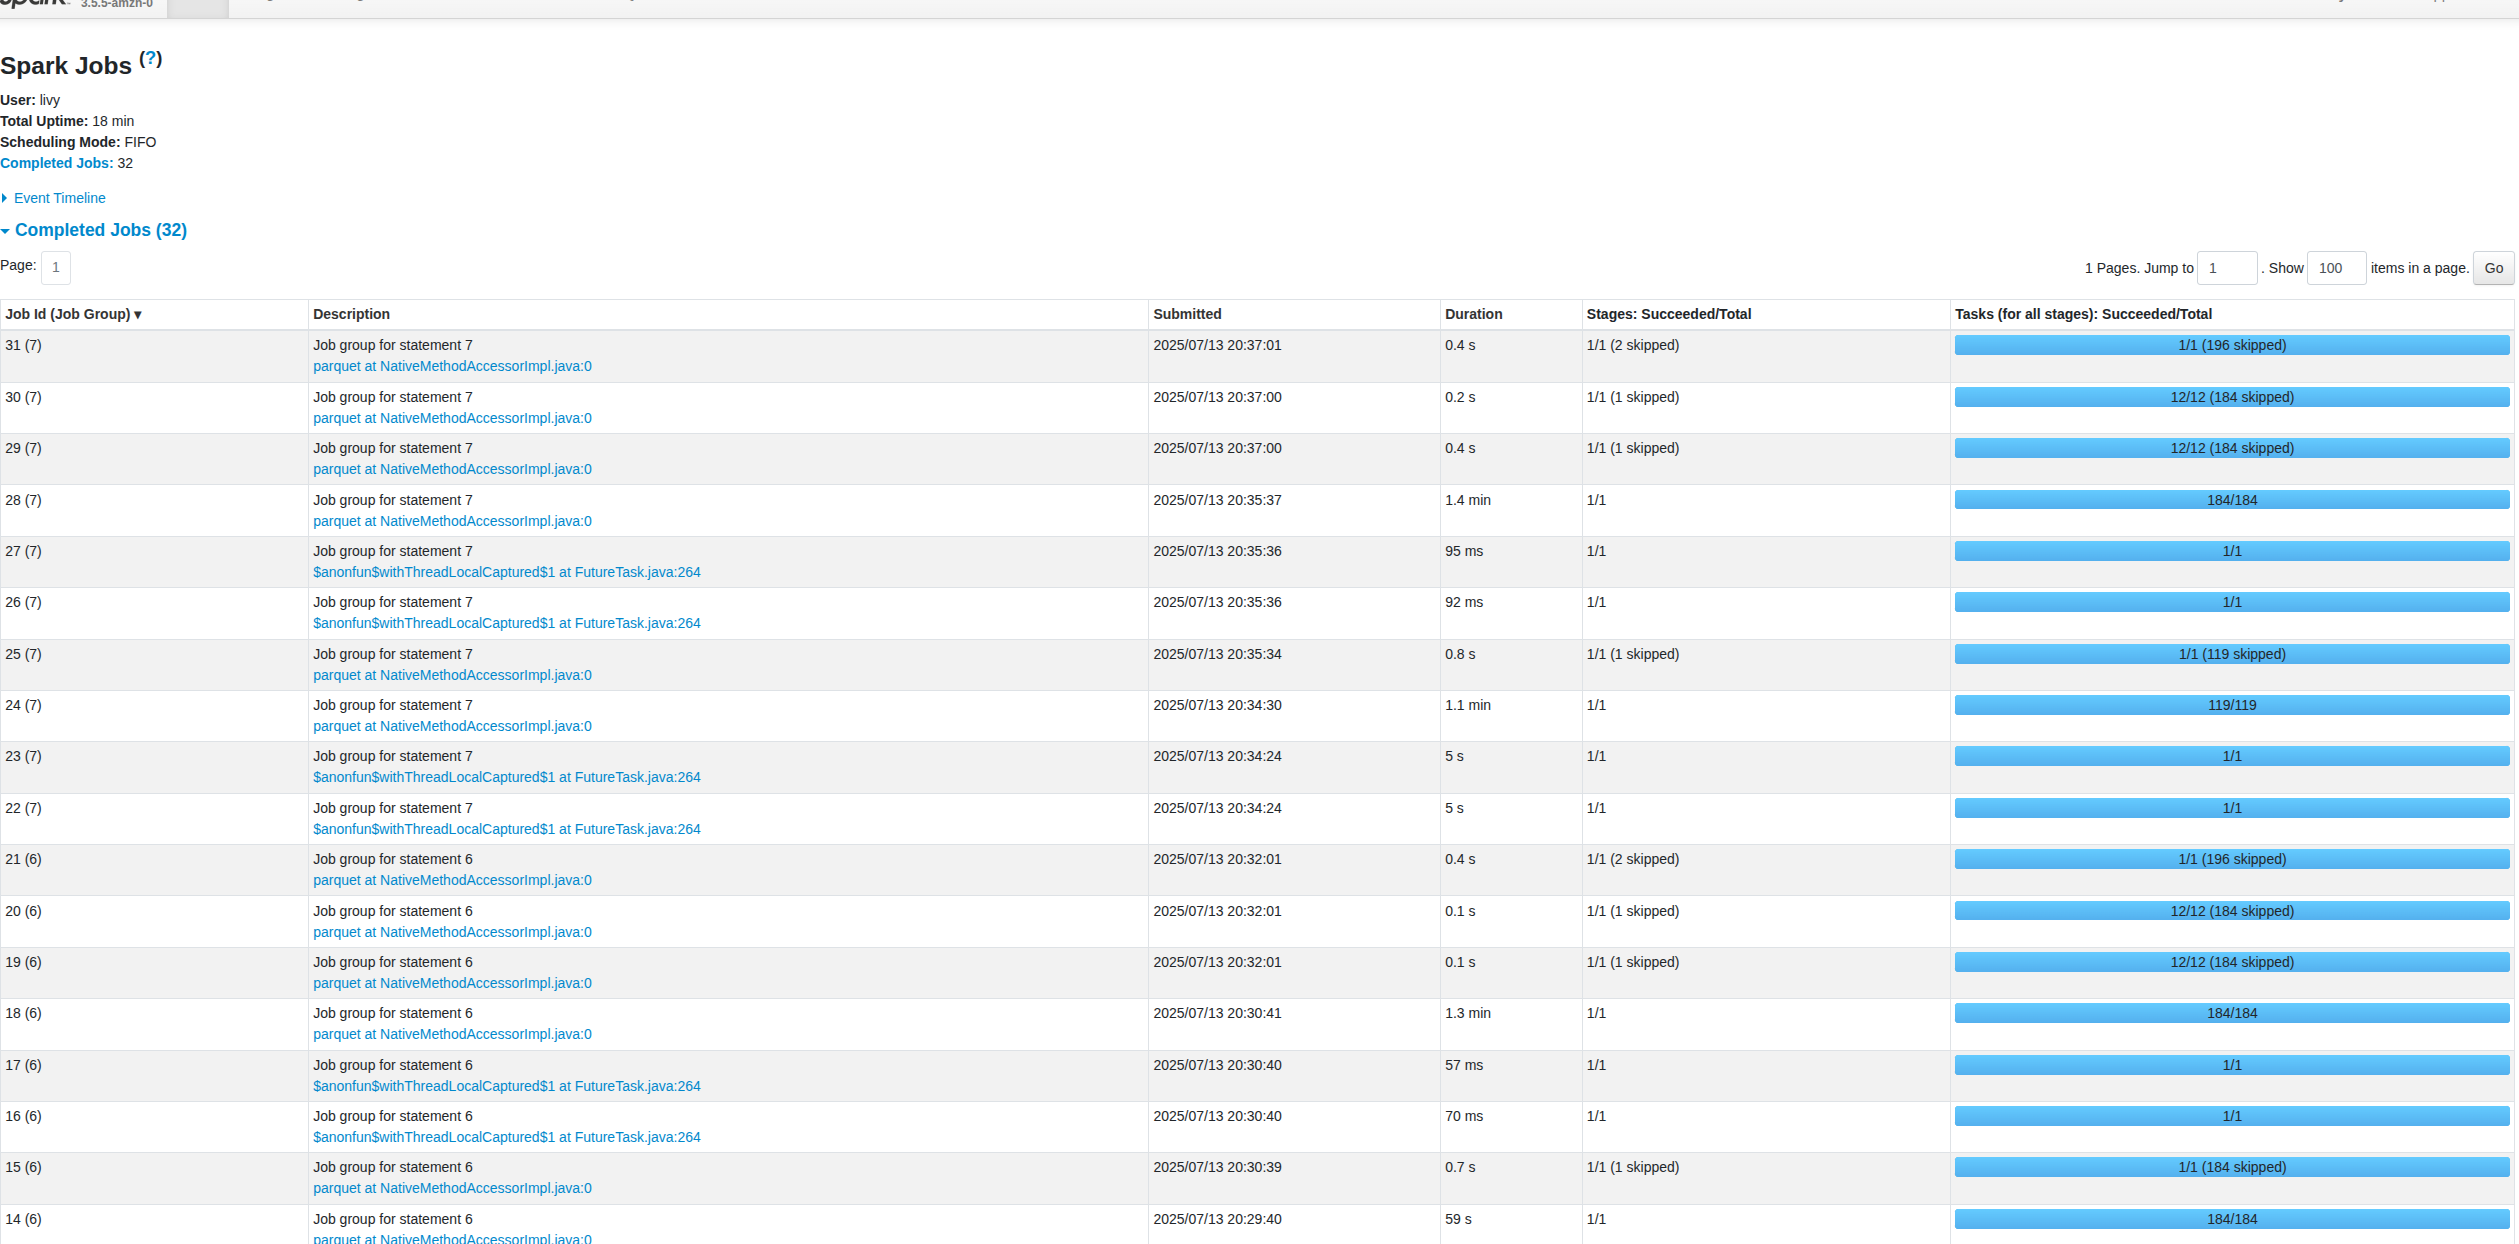 3.5.5-amzn-0
Spark Jobs (?)
User: livy
Total Uptime: 18 min
Scheduling Mode: FIFO
Completed Jobs: 32
Event Timeline
Completed Jobs (32)
Page: 1
1 Pages. Jump to 1 . Show 100 items in a page. Go
Job Id (Job Group) ▾ Description Submitted Duration Stages: Succeeded/Total Tasks (for all stages): Succeeded/Total
31 (7) Job group for statement 7 2025/07/13 20:37:01 0.4 s 1/1 (2 skipped) 1/1 (196 skipped)
parquet at NativeMethodAccessorImpl.java:0
30 (7) Job group for statement 7 2025/07/13 20:37:00 0.2 s 1/1 (1 skipped) 12/12 (184 skipped)
parquet at NativeMethodAccessorImpl.java:0
29 (7) Job group for statement 7 2025/07/13 20:37:00 0.4 s 1/1 (1 skipped) 12/12 (184 skipped)
parquet at NativeMethodAccessorImpl.java:0
28 (7) Job group for statement 7 2025/07/13 20:35:37 1.4 min 1/1 184/184
parquet at NativeMethodAccessorImpl.java:0
27 (7) Job group for statement 7 2025/07/13 20:35:36 95 ms 1/1 1/1
$anonfun$withThreadLocalCaptured$1 at FutureTask.java:264
26 (7) Job group for statement 7 2025/07/13 20:35:36 92 ms 1/1 1/1
$anonfun$withThreadLocalCaptured$1 at FutureTask.java:264
25 (7) Job group for statement 7 2025/07/13 20:35:34 0.8 s 1/1 (1 skipped) 1/1 (119 skipped)
parquet at NativeMethodAccessorImpl.java:0
24 (7) Job group for statement 7 2025/07/13 20:34:30 1.1 min 1/1 119/119
parquet at NativeMethodAccessorImpl.java:0
23 (7) Job group for statement 7 2025/07/13 20:34:24 5 s 1/1 1/1
$anonfun$withThreadLocalCaptured$1 at FutureTask.java:264
22 (7) Job group for statement 7 2025/07/13 20:34:24 5 s 1/1 1/1
$anonfun$withThreadLocalCaptured$1 at FutureTask.java:264
21 (6) Job group for statement 6 2025/07/13 20:32:01 0.4 s 1/1 (2 skipped) 1/1 (196 skipped)
parquet at NativeMethodAccessorImpl.java:0
20 (6) Job group for statement 6 2025/07/13 20:32:01 0.1 s 1/1 (1 skipped) 12/12 (184 skipped)
parquet at NativeMethodAccessorImpl.java:0
19 (6) Job group for statement 6 2025/07/13 20:32:01 0.1 s 1/1 (1 skipped) 12/12 (184 skipped)
parquet at NativeMethodAccessorImpl.java:0
18 (6) Job group for statement 6 2025/07/13 20:30:41 1.3 min 1/1 184/184
parquet at NativeMethodAccessorImpl.java:0
17 (6) Job group for statement 6 2025/07/13 20:30:40 57 ms 1/1 1/1
$anonfun$withThreadLocalCaptured$1 at FutureTask.java:264
16 (6) Job group for statement 6 2025/07/13 20:30:40 70 ms 1/1 1/1
$anonfun$withThreadLocalCaptured$1 at FutureTask.java:264
15 (6) Job group for statement 6 2025/07/13 20:30:39 0.7 s 1/1 (1 skipped) 1/1 (184 skipped)
parquet at NativeMethodAccessorImpl.java:0
14 (6) Job group for statement 6 2025/07/13 20:29:40 59 s 1/1 184/184
parquet at NativeMethodAccessorImpl.java:0